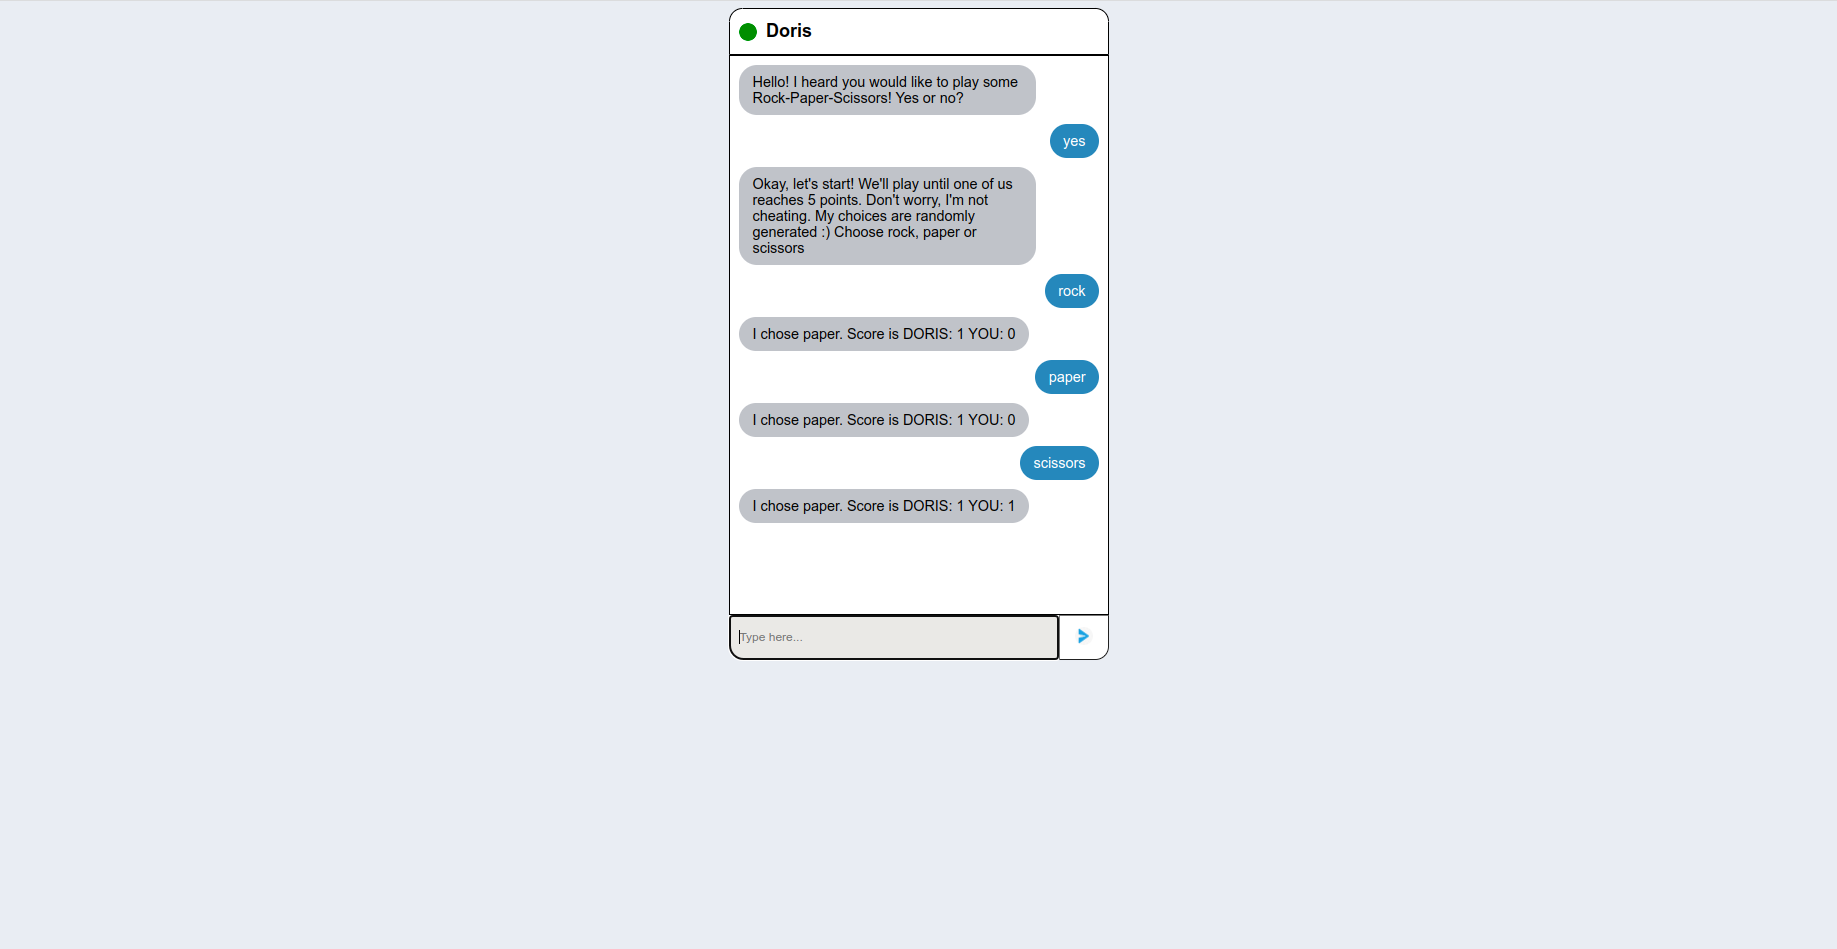 Doris
Hello! I heard you would like to play some
Rock-Paper-Scissors! Yes or no?
yes
Okay, let's start! We'll play until one of us
reaches 5 points. Don't worry, I'm not
cheating. My choices are randomly
generated :) Choose rock, paper or
scissors
rock
I chose paper. Score is DORIS: 1 YOU: 0
paper
I chose paper. Score is DORIS: 1 YOU: 0
scissors
I chose paper. Score is DORIS: 1 YOU: 1
Type here...